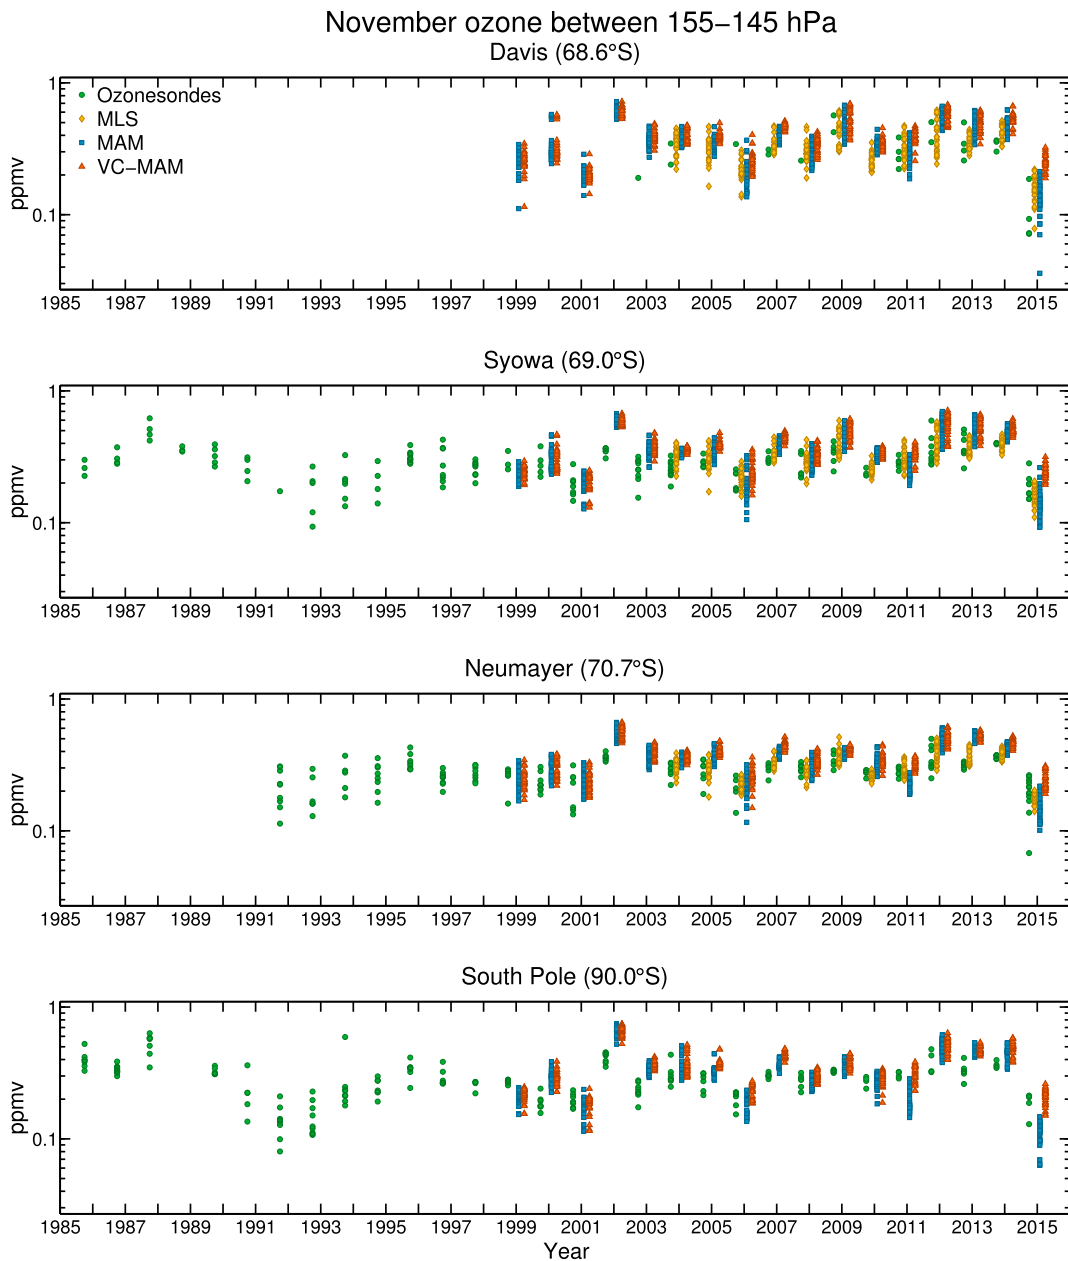 November ozone between 155−145 hPa
Davis (68.6°S)
1
Ozonesondes
MLS
MAM
VC−MAM
ppmv
0.1
1985 1987 1989 1991 1993 1995 1997 1999 2001 2003 2005 2007 2009 2011 2013 2015
Syowa (69.0°S)
1
ppmv
0.1
1985 1987 1989 1991 1993 1995 1997 1999 2001 2003 2005 2007 2009 2011 2013 2015
Neumayer (70.7°S)
1
ppmv
0.1
1985 1987 1989 1991 1993 1995 1997 1999 2001 2003 2005 2007 2009 2011 2013 2015
South Pole (90.0°S)
1
ppmv
0.1
1985 1987 1989 1991 1993 1995 1997 1999 2001 2003 2005 2007 2009 2011 2013 2015
Year